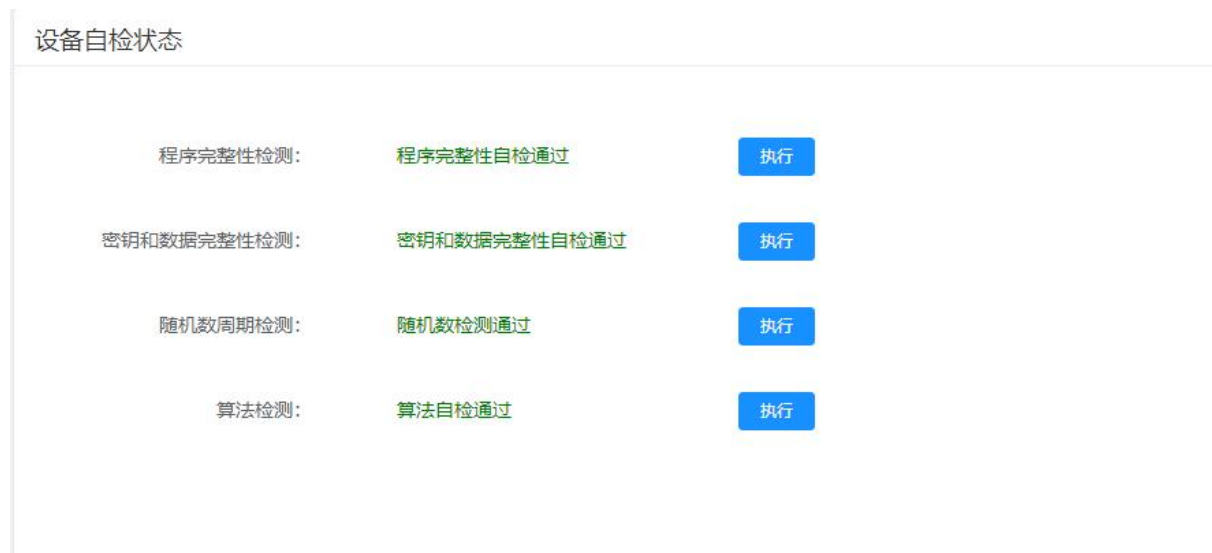 设备自检状态
程序完整性检测： 程序完整性自检通过 执行
密钥和数据完整性检测： 密钥和数据完整性自检通过 执行
随机数周期检测： 随机数检测通过 执行
算法检测： 算法自检通过 执行